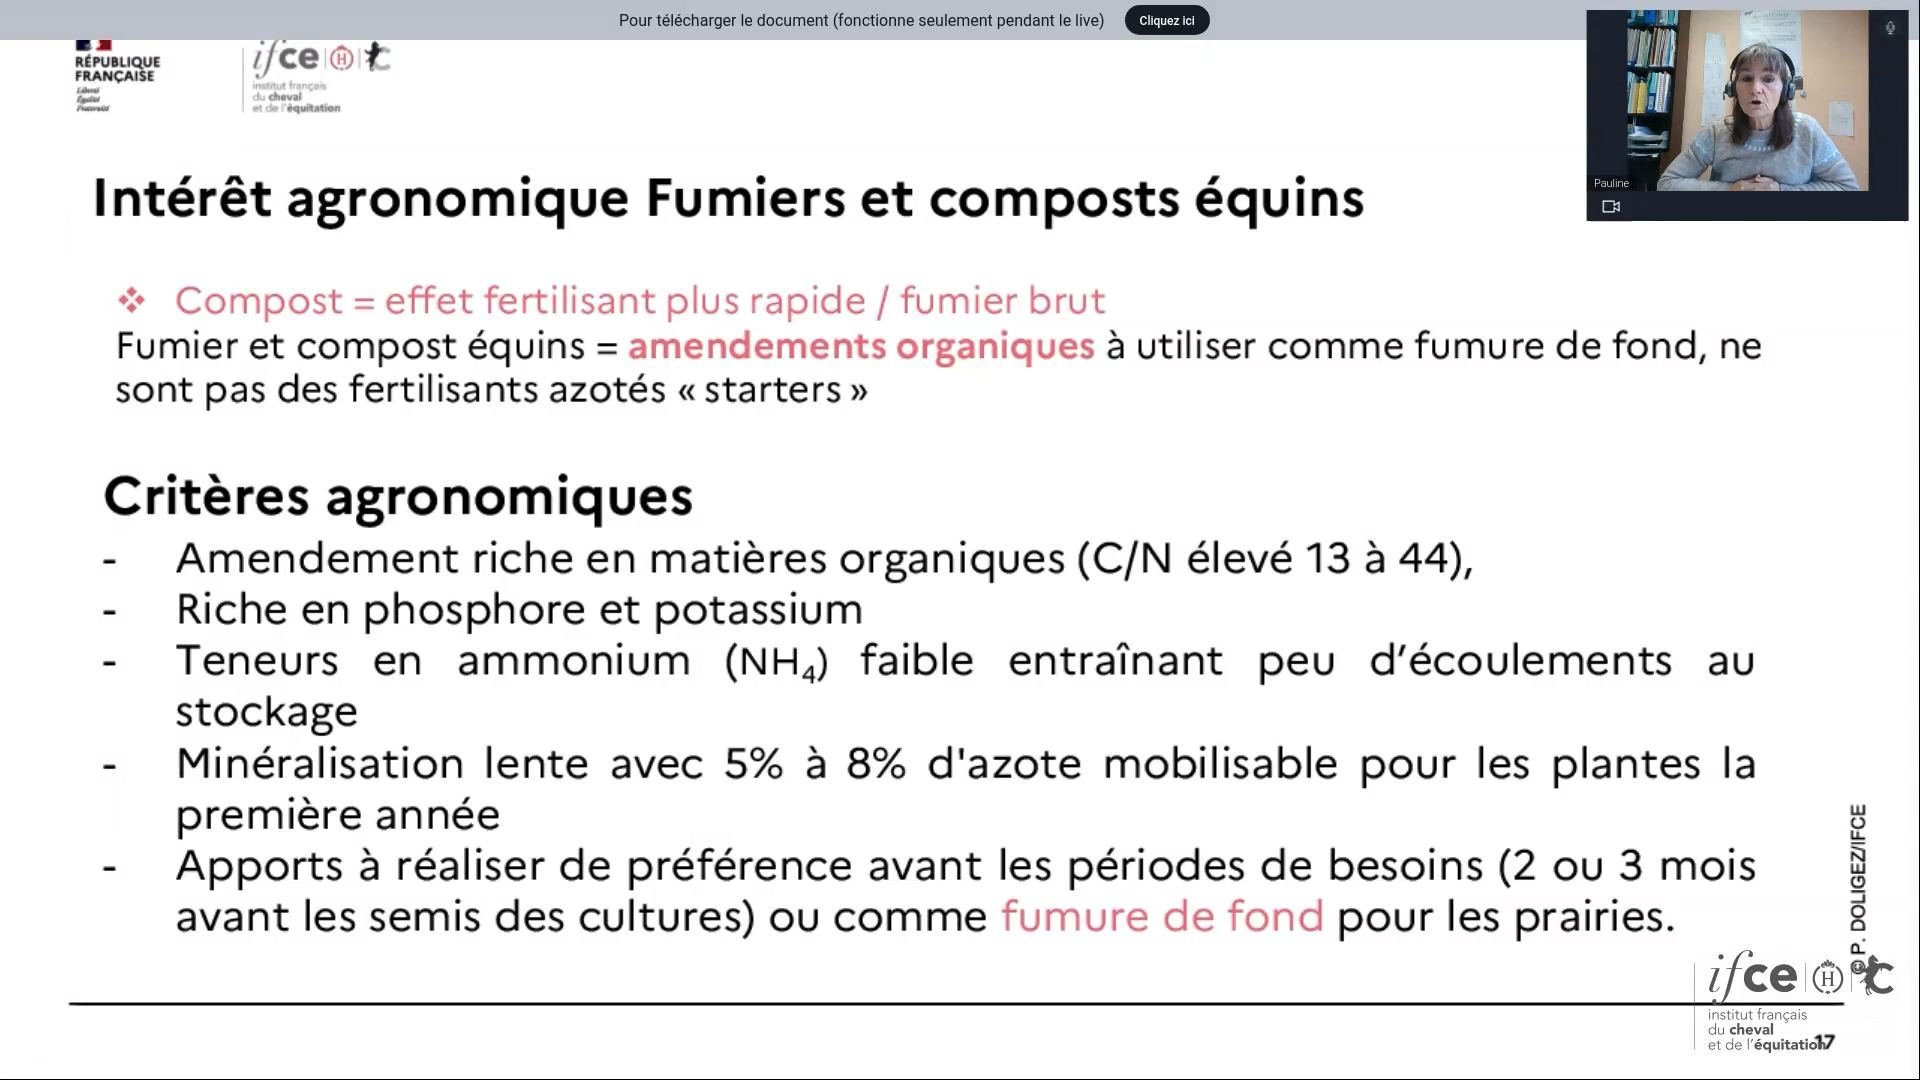 Pour télécharger le document (fonctionne seulement pendant le live) Cliquez ici
RÉPUBLIQUE
FRANÇAISE
Liberté
Égalité
Fraternité
ifce
institut français
du cheval
et de l'équitation
Pauline
Intérêt agronomique Fumiers et composts équins
❖ Compost = effet fertilisant plus rapide / fumier brut
Fumier et compost équins = amendements organiques à utiliser comme fumure de fond, ne
sont pas des fertilisants azotés « starters »
Critères agronomiques
- Amendement riche en matières organiques (C/N élevé 13 à 44),
- Riche en phosphore et potassium
- Teneurs en ammonium (NH₄) faible entraînant peu d’écoulements au
stockage
- Minéralisation lente avec 5% à 8% d'azote mobilisable pour les plantes la
première année
- Apports à réaliser de préférence avant les périodes de besoins (2 ou 3 mois
avant les semis des cultures) ou comme fumure de fond pour les prairies.
© P. DOLIGEZ/IFCE
ifce H
institut français
du cheval
et de l'équitation
17